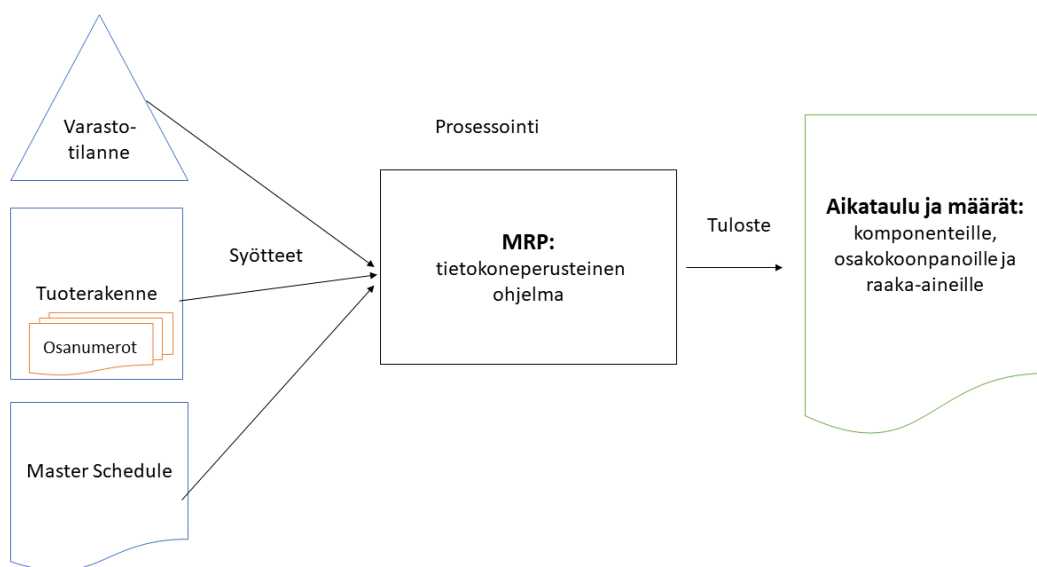 Varasto-
tilanne
Tuoterakenne
Osanumerot
Master Schedule
Syötteet
Prosessointi
MRP:
tietokoneperusteinen
ohjelma
Tuloste
Aikataulu ja määrät:
komponenteille,
osakokoonpanoille ja
raaka-aineille